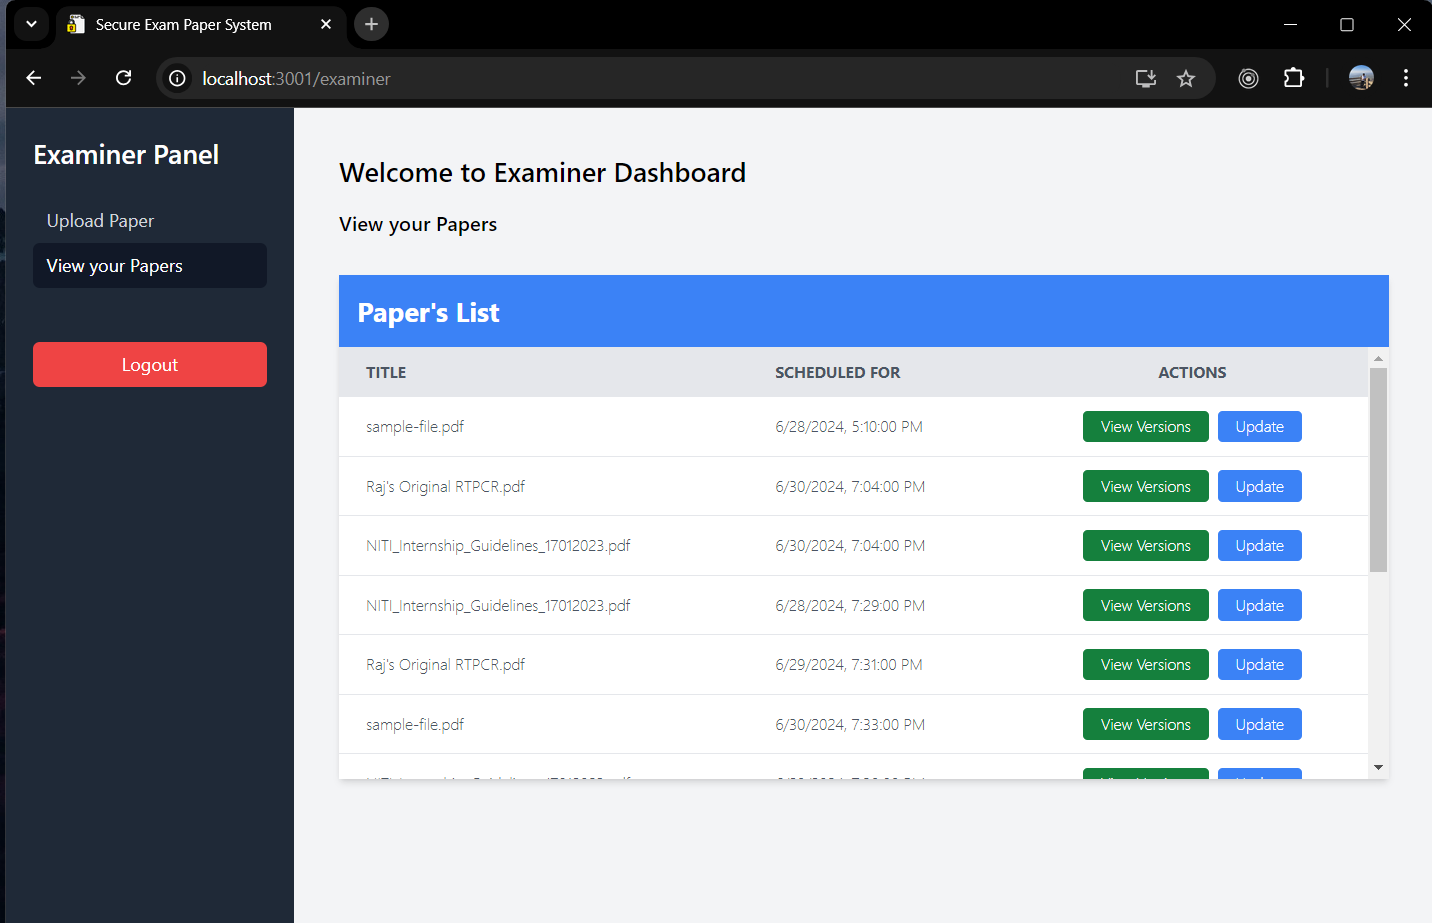 Secure Exam Paper System
localhost:3001/examiner
Examiner Panel
Upload Paper
View your Papers
Logout
Welcome to Examiner Dashboard
View your Papers
Paper's List
TITLE SCHEDULED FOR ACTIONS
sample-file.pdf 6/28/2024, 5:10:00 PM View Versions Update
Raj's Original RTPCR.pdf 6/30/2024, 7:04:00 PM View Versions Update
NITI_Internship_Guidelines_17012023.pdf 6/30/2024, 7:04:00 PM View Versions Update
NITI_Internship_Guidelines_17012023.pdf 6/28/2024, 7:29:00 PM View Versions Update
Raj's Original RTPCR.pdf 6/29/2024, 7:31:00 PM View Versions Update
sample-file.pdf 6/30/2024, 7:33:00 PM View Versions Update